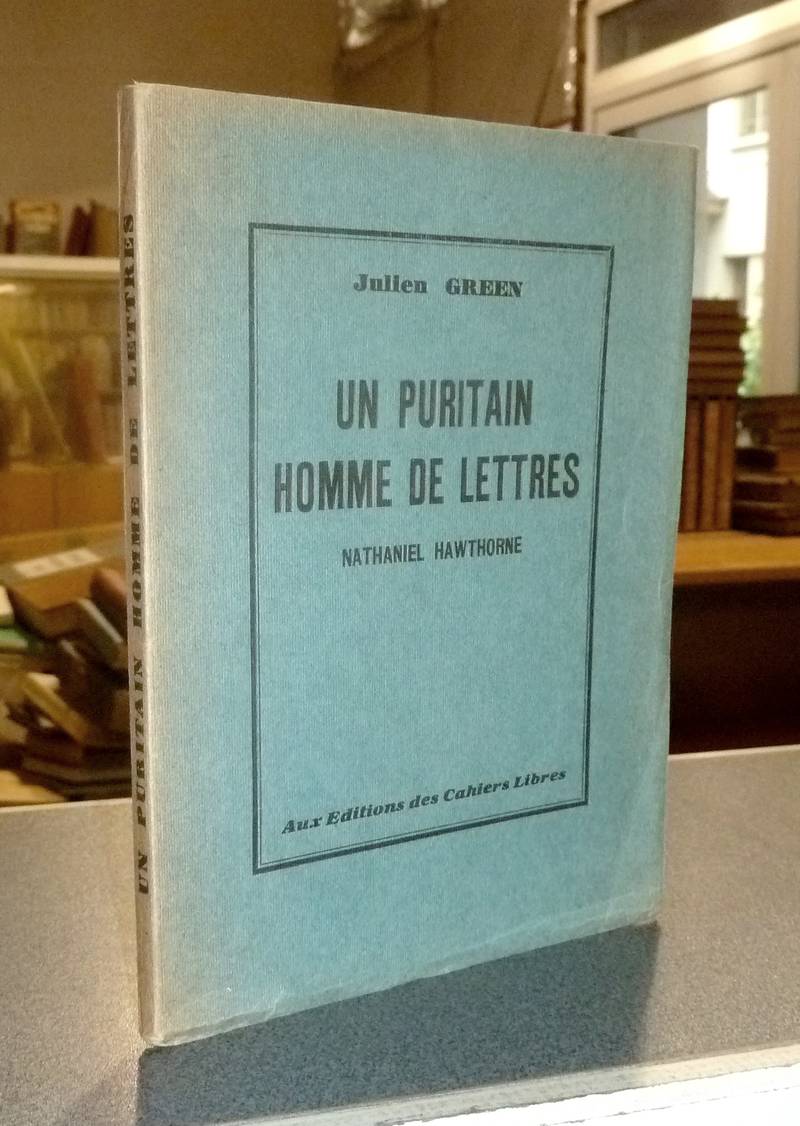 Julien GREEN
UN PURITAIN
HOMME DE LETTRES
NATHANIEL HAWTHORNE
Aux Editions des Cahiers Libres
UN PURITAIN HOMME DE LETTRES